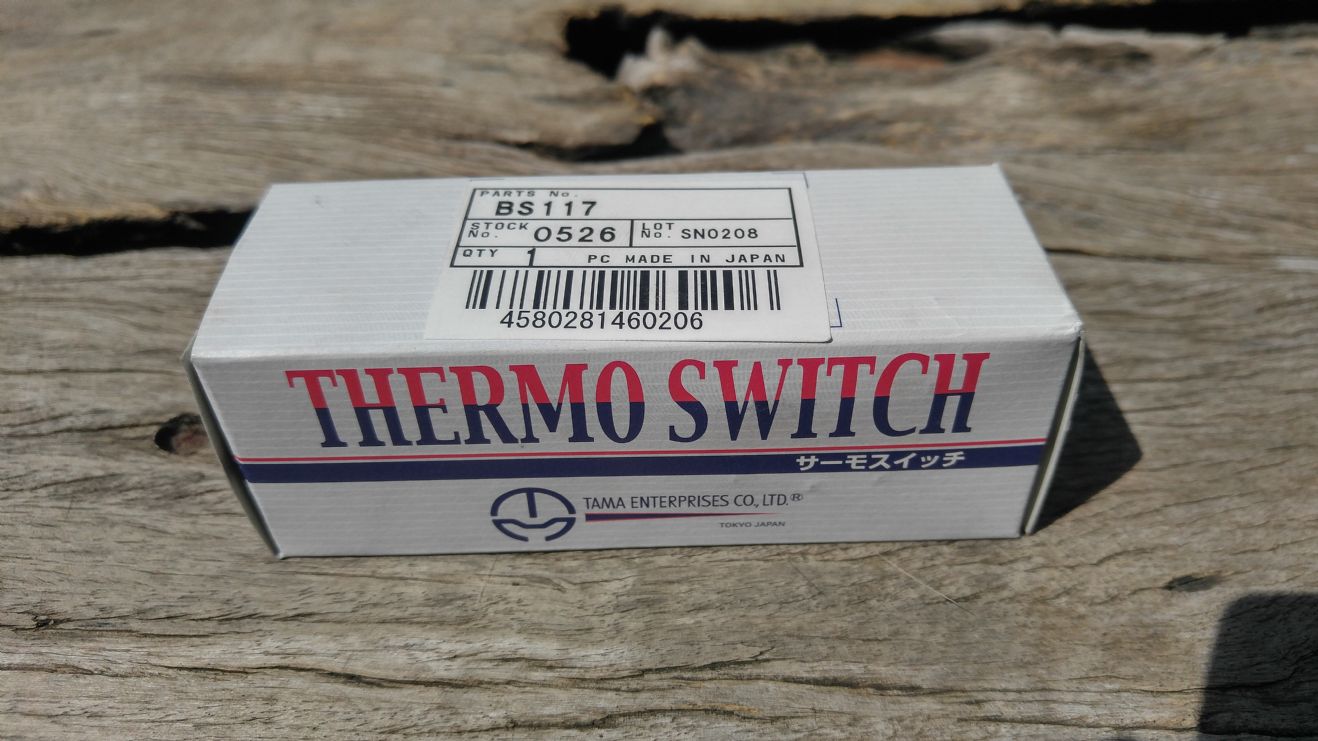 PARTS No.
BS117
STOCK No. 0526 LOT No. SN0208
QTY 1 PC MADE IN JAPAN
4580281460206
THERMO SWITCH
サーモスイッチ
TAMA ENTERPRISES CO., LTD.®
TOKYO JAPAN